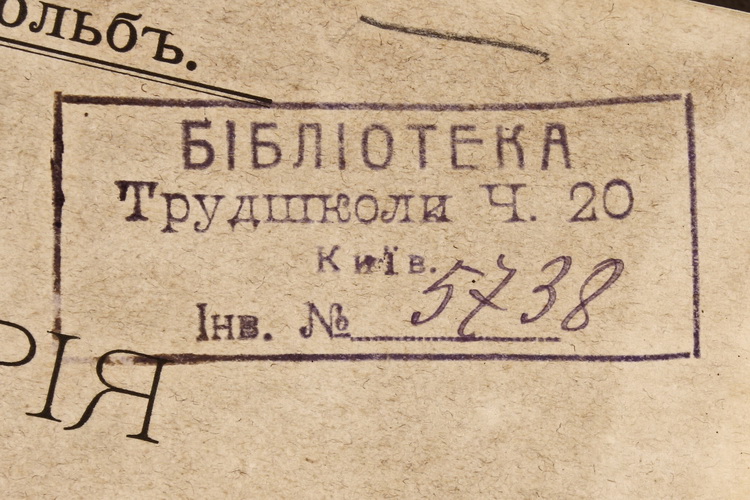 ольбъ.
БІБЛІОТЕКА
Трудшколи Ч. 20
Київ.
Інв. № 5738
РІЯ